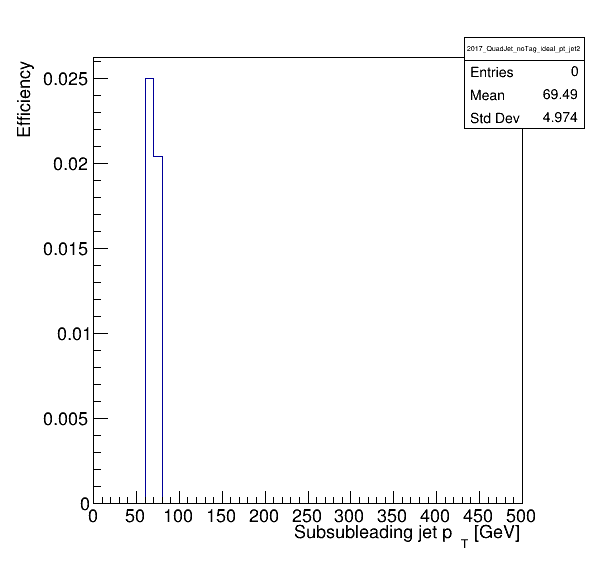 2017_QuadJet_noTag_ideal_pt_jet2
Entries 0
Mean 69.49
Std Dev 4.974
Efficiency
0.025
0.02
0.015
0.01
0.005
0
0 50 100 150 200 250 300 350 400 450 500
Subsubleading jet p T [GeV]